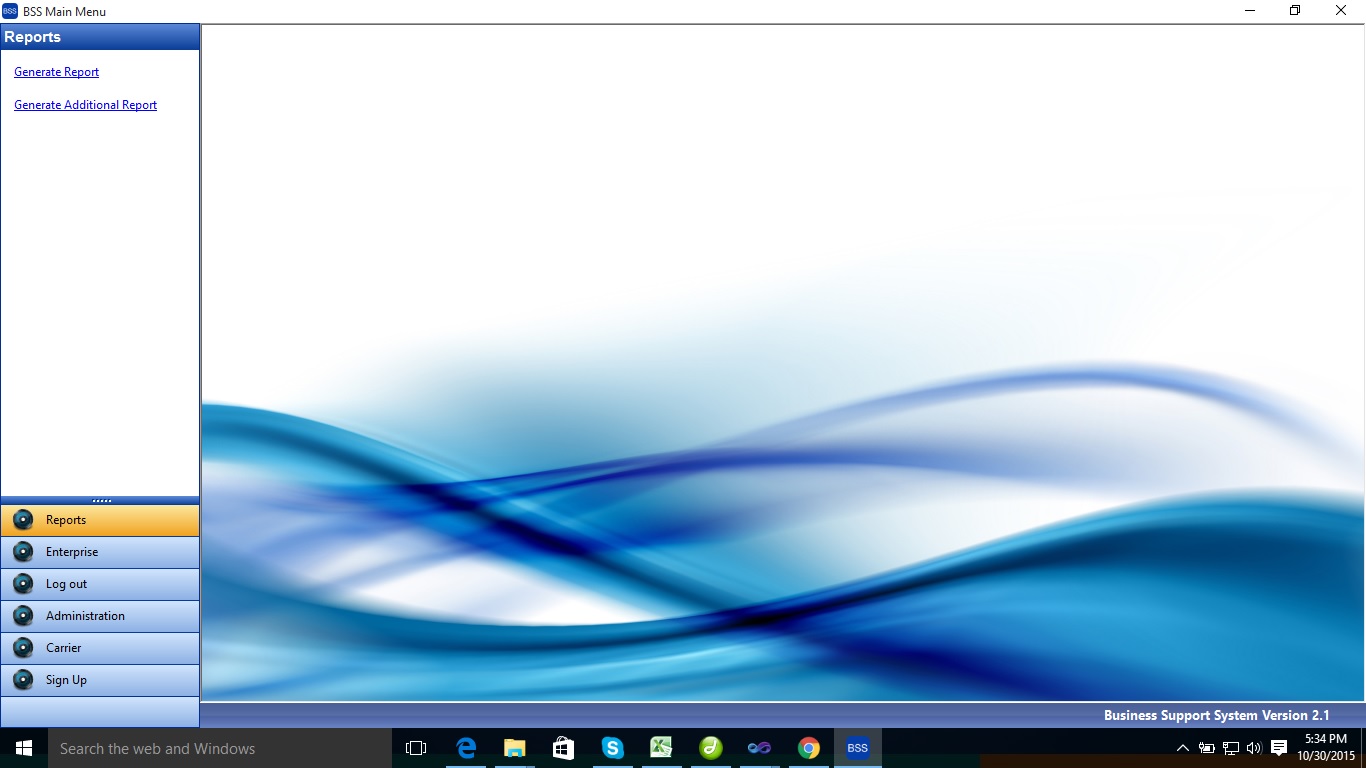 BSS BSS Main Menu
Reports
Generate Report
Generate Additional Report
Reports
Enterprise
Log out
Administration
Carrier
Sign Up
Business Support System Version 2.1
Search the web and Windows
BSS
5:34 PM
10/30/2015